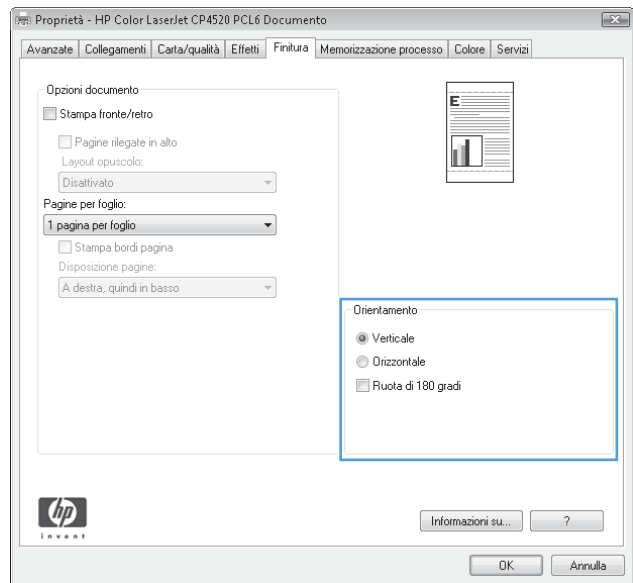 Proprietà - HP Color LaserJet CP4520 PCL6 Documento
Avanzate Collegamenti Carta/qualità Effetti Finitura Memorizzazione processo Colore Servizi
Opzioni documento
Stampa fronte/retro
Pagine rilegate in alto
Layout opuscolo:
Disattivato
Pagine per foglio:
1 pagina per foglio
Stampa bordi pagina
Disposizione pagine:
A destra, quindi in basso
E
Orientamento
Verticale
Orizzontale
Ruota di 180 gradi
hp
invent
Informazioni su... ?
OK Annulla